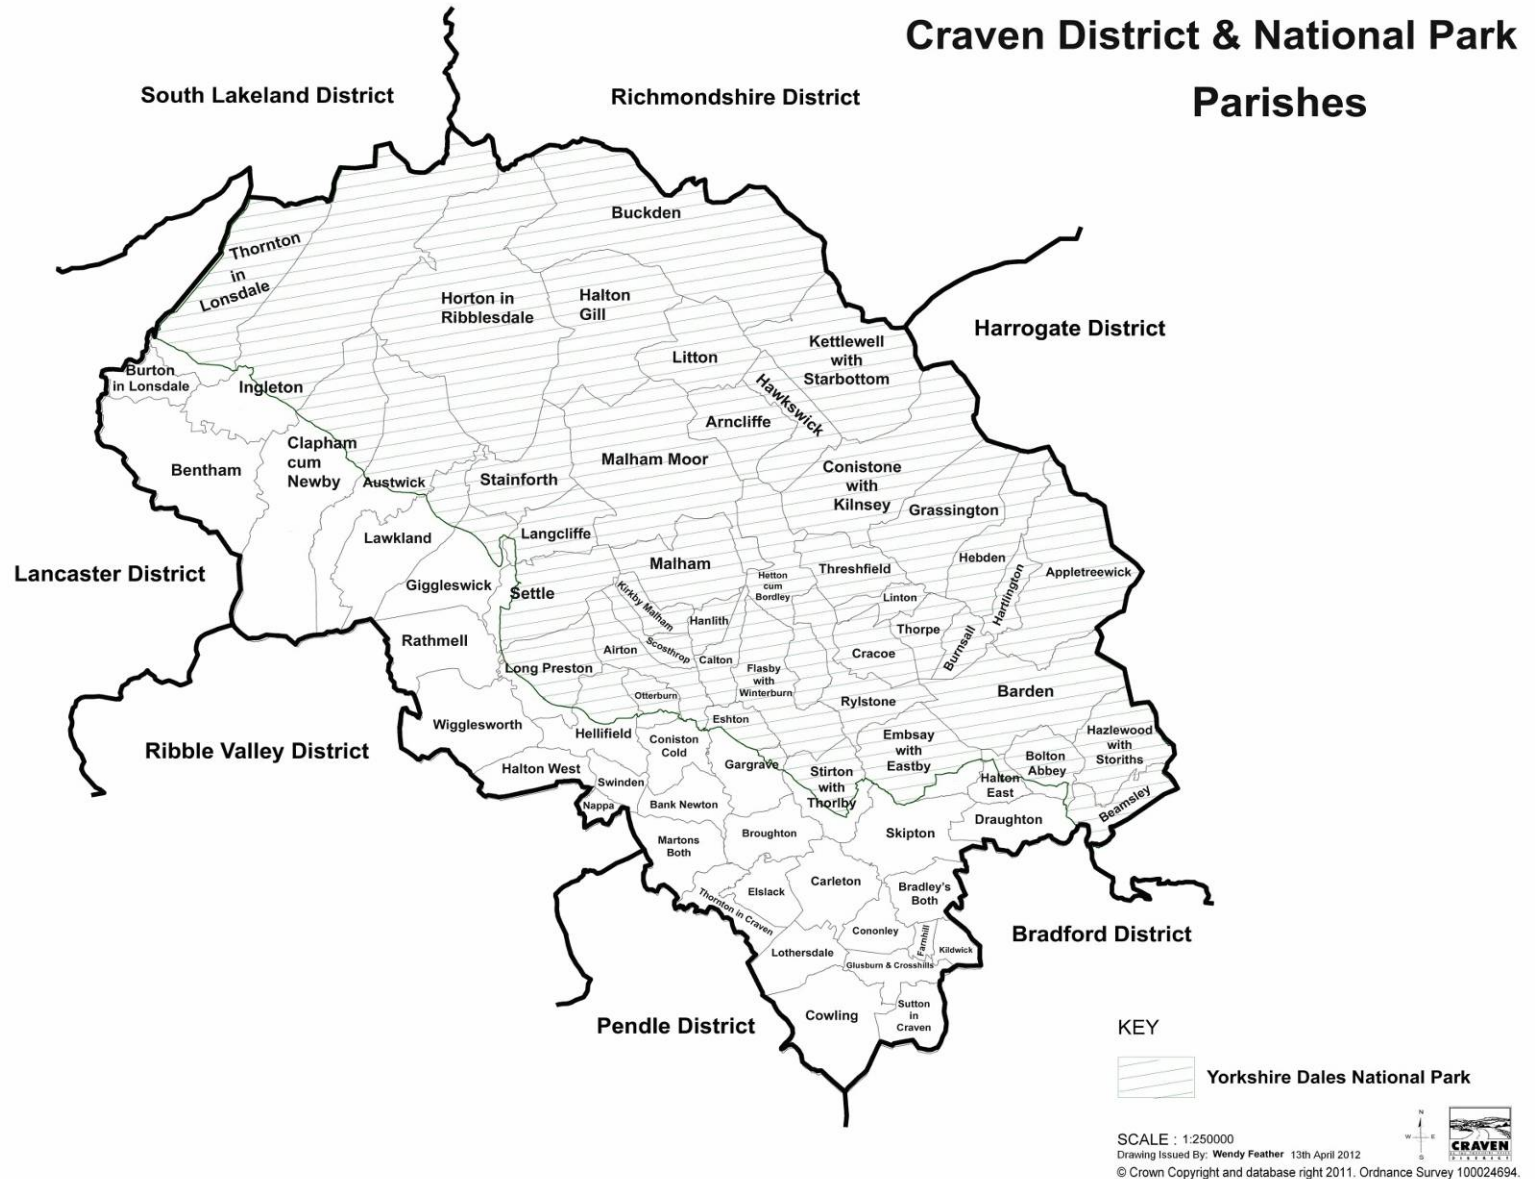 Craven District & National Park
Parishes
South Lakeland District
Richmondshire District
Harrogate District
Lancaster District
Ribble Valley District
Pendle District
Bradford District
Buckden
Thornton
in
Lonsdale
Horton in
Ribblesdale
Halton
Gill
Litton
Kettlewell
with
Starbottom
Hawkswick
Burton
in Lonsdale
Ingleton
Arncliffe
Bentham
Clapham
cum
Newby
Austwick
Stainforth
Malham Moor
Conistone
with
Kilnsey
Grassington
Lawkland
Langcliffe
Giggleswick
Settle
Malham
Hetton
cum
Bordley
Threshfield
Hebden
Hartlington
Appletreewick
Linton
Kirkby Malham
Hanlith
Thorpe
Burnsall
Rathmell
Airton
Scosthrop
Calton
Cracoe
Long Preston
Flasby
with
Winterburn
Otterburn
Rylstone
Barden
Wigglesworth
Hellifield
Eshton
Coniston
Cold
Embsay
with
Eastby
Hazlewood
with
Storiths
Bolton
Abbey
Halton West
Gargrave
Stirton
with
Thorlby
Halton
East
Swinden
Nappa
Bank Newton
Beamsley
Draughton
Skipton
Broughton
Martons
Both
Carleton
Elslack
Bradley's
Both
Thornton in Craven
Cononley
Farnhill
Kildwick
Lothersdale
Glusburn & Crosshills
Cowling
Sutton
in
Craven
KEY
Yorkshire Dales National Park
N
W E
S
CRAVEN
DISTRICT
SCALE : 1:250000
Drawing Issued By: Wendy Feather 13th April 2012
© Crown Copyright and database right 2011. Ordnance Survey 100024694.